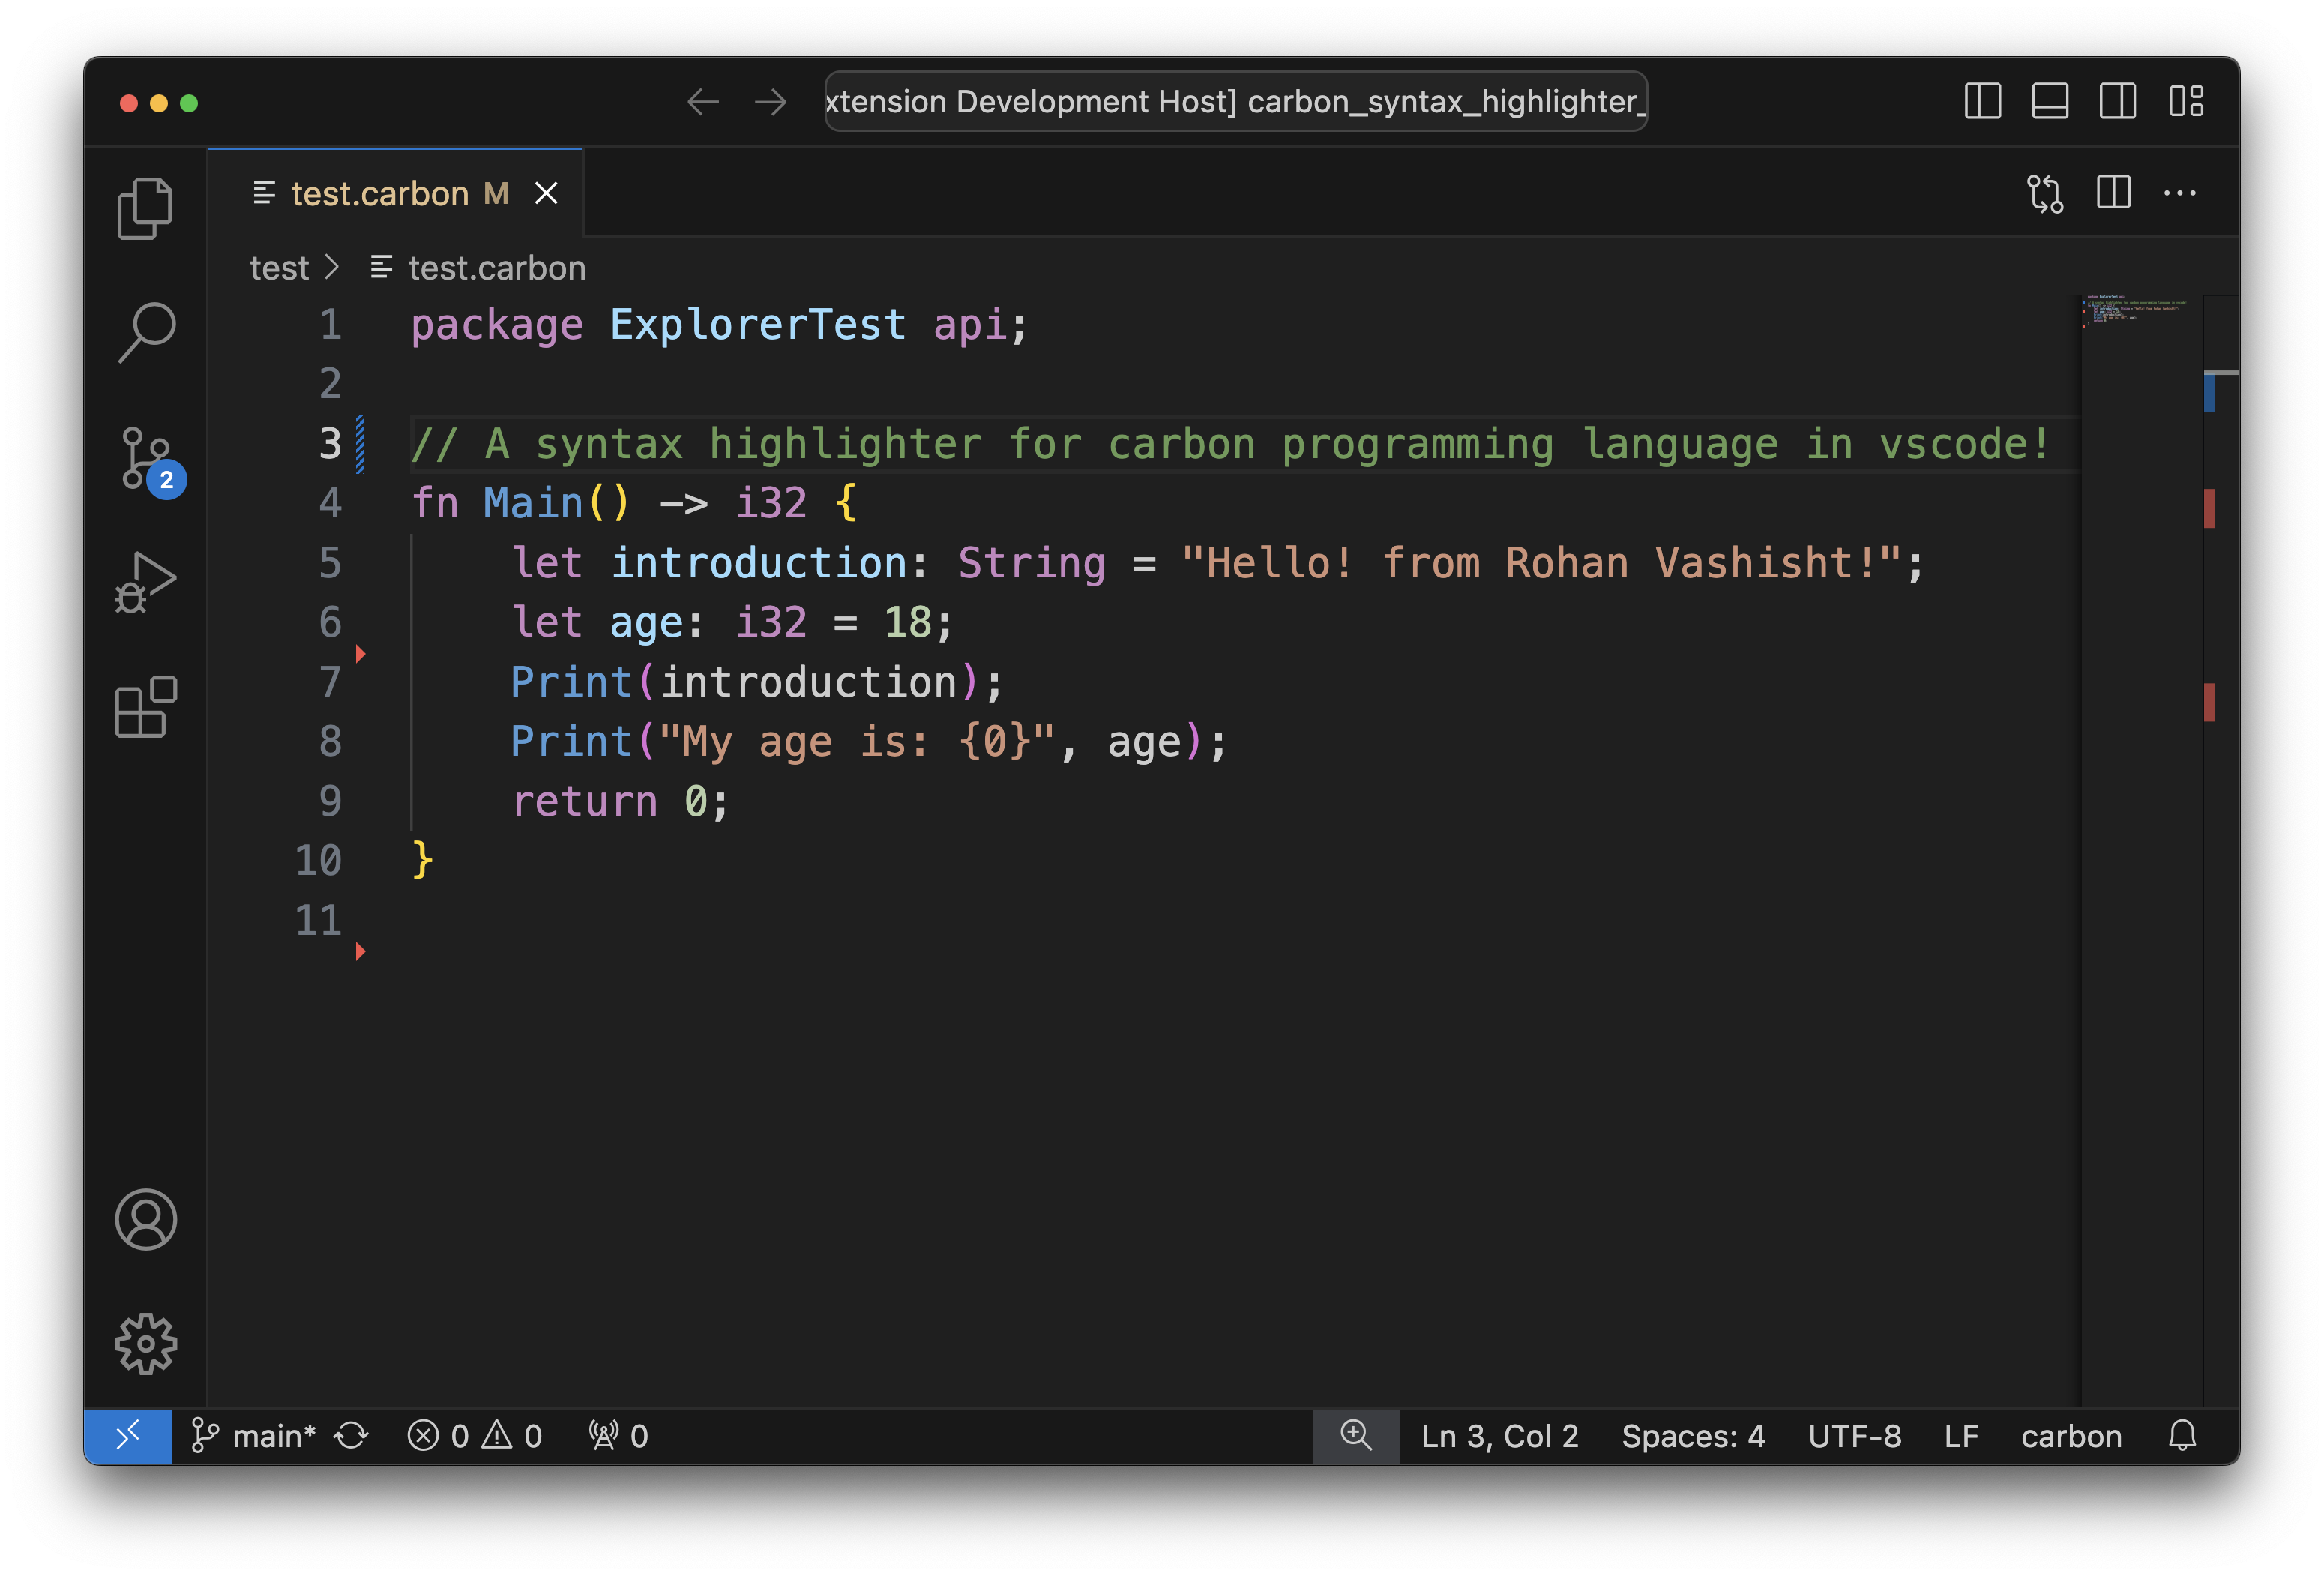 xtension Development Host] carbon_syntax_highlighter_
test.carbon M
test > test.carbon
1 package ExplorerTest api;
2
3 // A syntax highlighter for carbon programming language in vscode!
4 fn Main() -> i32 {
5     let introduction: String = "Hello! from Rohan Vashisht!";
6     let age: i32 = 18;
7     Print(introduction);
8     Print("My age is: {0}", age);
9     return 0;
10 }
11
2
main* 0 0 0 Ln 3, Col 2 Spaces: 4 UTF-8 LF carbon